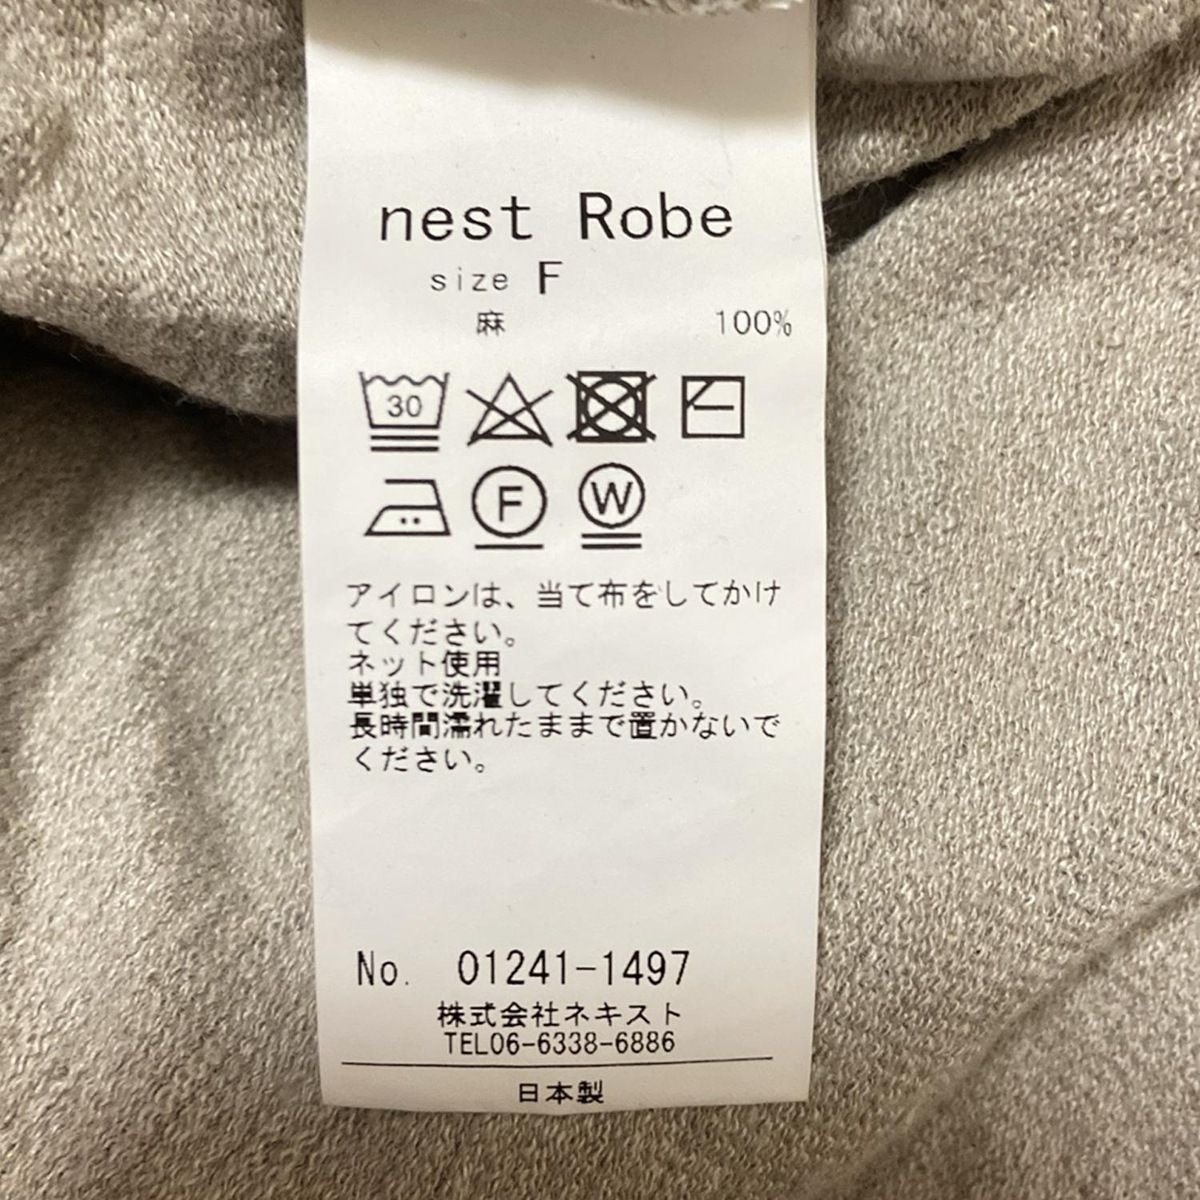 nest Robe
size F
麻 100%
30
F W
アイロンは、当て布をしてかけ
てください。
ネット使用
単独で洗濯してください。
長時間濡れたままで置かないで
ください。
No. 01241-1497
株式会社ネキスト
TEL06-6338-6886
日本製